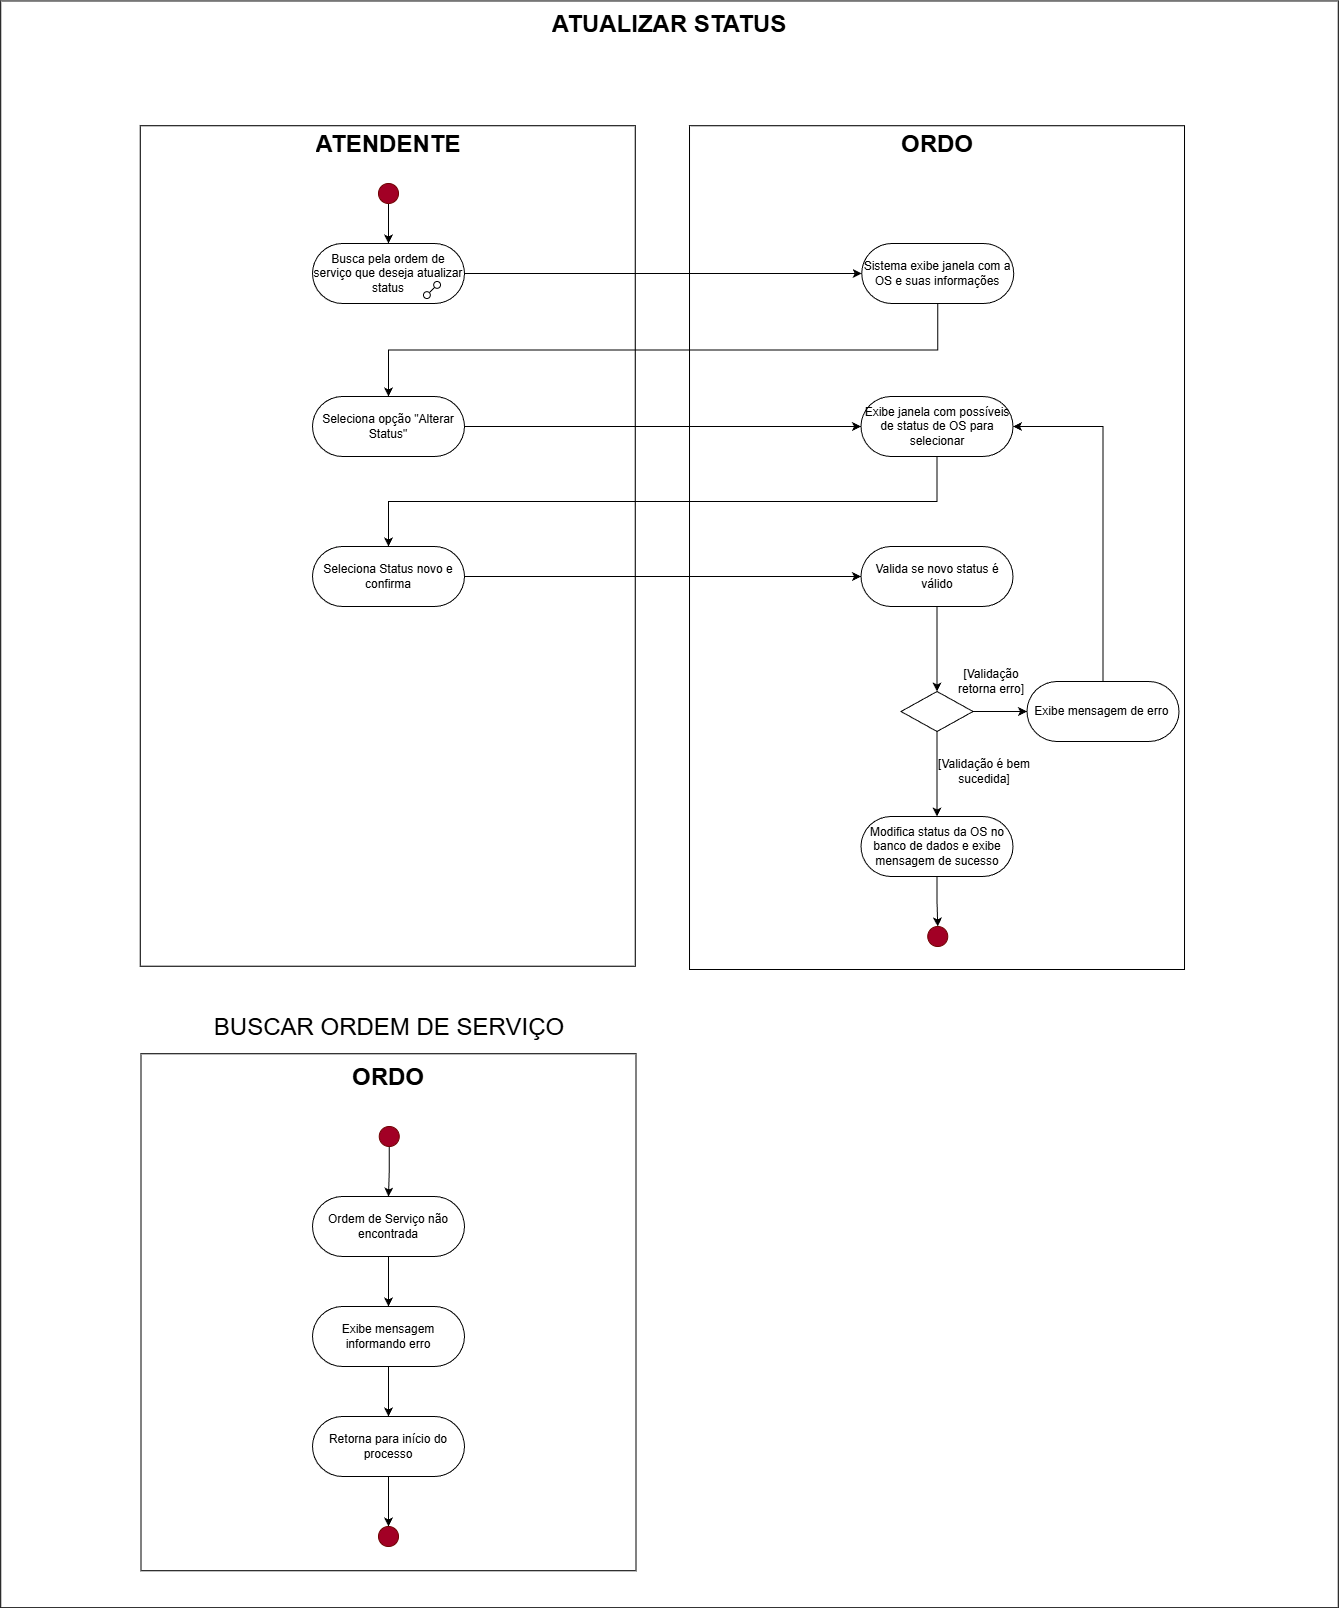 ATUALIZAR STATUS
ATENDENTE
ORDO
Busca pela ordem de
serviço que deseja atualizar
status
Sistema exibe janela com a
OS e suas informações
Seleciona opção "Alterar
Status"
Exibe janela com possíveis
de status de OS para
selecionar
Seleciona Status novo e
confirma
Valida se novo status é
válido
[Validação
retorna erro]
Exibe mensagem de erro
[Validação é bem
sucedida]
Modifica status da OS no
banco de dados e exibe
mensagem de sucesso
BUSCAR ORDEM DE SERVIÇO
ORDO
Ordem de Serviço não
encontrada
Exibe mensagem
informando erro
Retorna para início do
processo